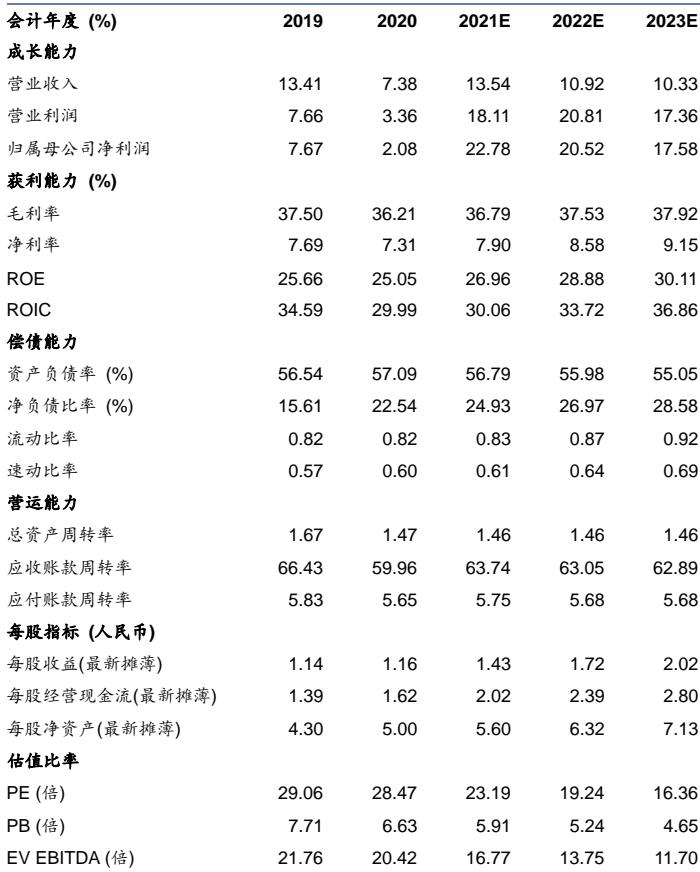 会计年度 (%) 2019 2020 2021E 2022E 2023E
成长能力
营业收入 13.41 7.38 13.54 10.92 10.33
营业利润 7.66 3.36 18.11 20.81 17.36
归属母公司净利润 7.67 2.08 22.78 20.52 17.58
获利能力 (%)
毛利率 37.50 36.21 36.79 37.53 37.92
净利率 7.69 7.31 7.90 8.58 9.15
ROE 25.66 25.05 26.96 28.88 30.11
ROIC 34.59 29.99 30.06 33.72 36.86
偿债能力
资产负债率 (%) 56.54 57.09 56.79 55.98 55.05
净负债比率 (%) 15.61 22.54 24.93 26.97 28.58
流动比率 0.82 0.82 0.83 0.87 0.92
速动比率 0.57 0.60 0.61 0.64 0.69
营运能力
总资产周转率 1.67 1.47 1.46 1.46 1.46
应收账款周转率 66.43 59.96 63.74 63.05 62.89
应付账款周转率 5.83 5.65 5.75 5.68 5.68
每股指标 (人民币)
每股收益(最新摊薄) 1.14 1.16 1.43 1.72 2.02
每股经营现金流(最新摊薄) 1.39 1.62 2.02 2.39 2.80
每股净资产(最新摊薄) 4.30 5.00 5.60 6.32 7.13
估值比率
PE (倍) 29.06 28.47 23.19 19.24 16.36
PB (倍) 7.71 6.63 5.91 5.24 4.65
EV EBITDA (倍) 21.76 20.42 16.77 13.75 11.70